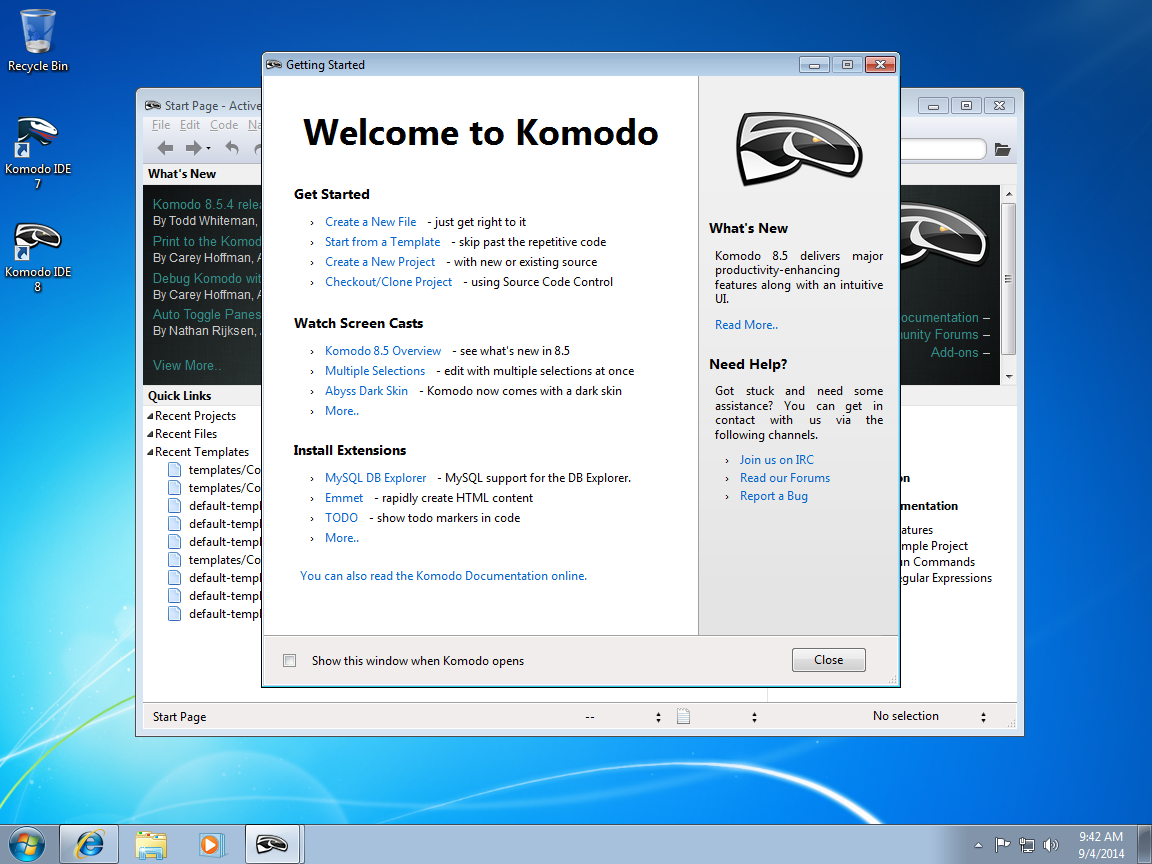 Recycle Bin
Komodo IDE
7
Komodo IDE
8
Getting Started
Welcome to Komodo
Get Started
› Create a New File - just get right to it
› Start from a Template - skip past the repetitive code
› Create a New Project - with new or existing source
› Checkout/Clone Project - using Source Code Control
Watch Screen Casts
› Komodo 8.5 Overview - see what's new in 8.5
› Multiple Selections - edit with multiple selections at once
› Abyss Dark Skin - Komodo now comes with a dark skin
› More..
Install Extensions
› MySQL DB Explorer - MySQL support for the DB Explorer.
› Emmet - rapidly create HTML content
› TODO - show todo markers in code
› More..
You can also read the Komodo Documentation online.
What's New
Komodo 8.5 delivers major
productivity-enhancing
features along with an intuitive
UI.
Read More..
Need Help?
Got stuck and need some
assistance? You can get in
contact with us via the
following channels.
› Join us on IRC
› Read our Forums
› Report a Bug
Show this window when Komodo opens
Close
Start Page - Active
File Edit Code Na
What's New
Komodo 8.5.4 relea
By Todd Whiteman,
Print to the Komod
By Carey Hoffman, A
Debug Komodo wit
By Carey Hoffman, A
Auto Toggle Panes
By Nathan Rijksen,
View More..
ocumentation –
unity Forums –
Add-ons –
Quick Links
Recent Projects
Recent Files
Recent Templates
templates/Co
templates/Co
default-templ
default-templ
default-templ
templates/Co
default-templ
default-templ
default-templ
on
mentation
atures
mple Project
un Commands
gular Expressions
Start Page
--
No selection
9:42 AM
9/4/2014